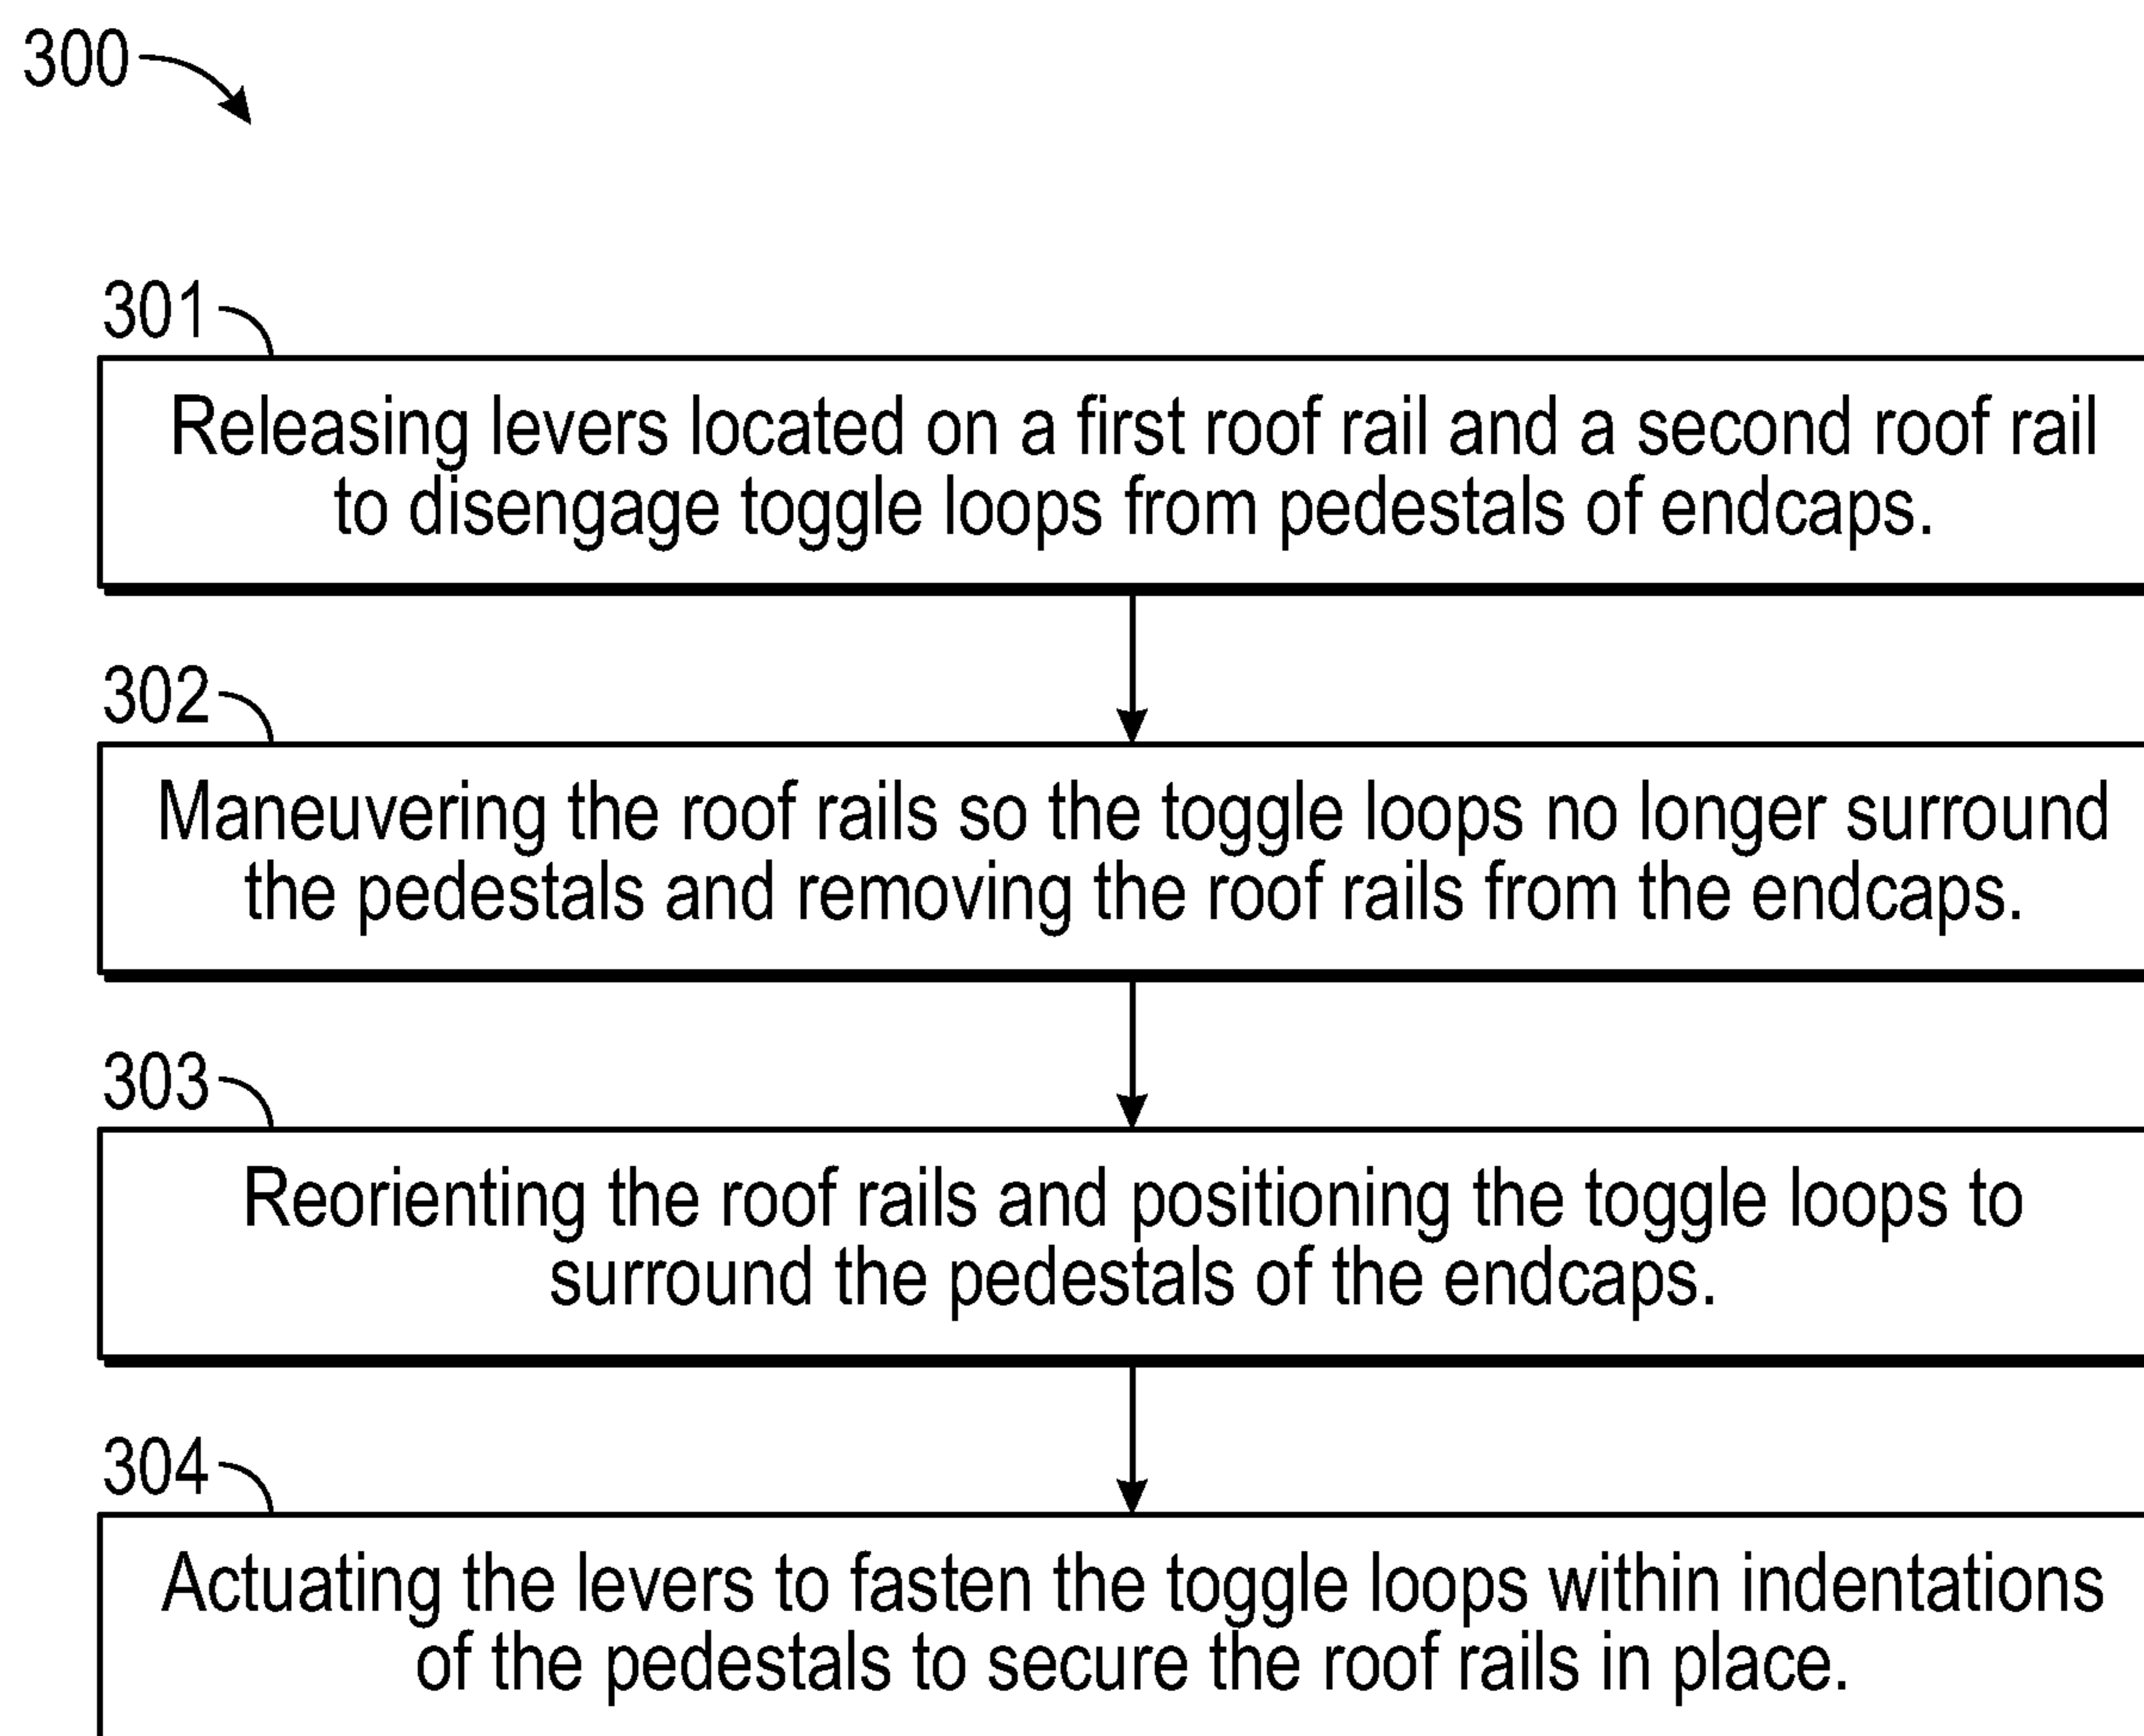 300
301
Releasing levers located on a first roof rail and a second roof rail
to disengage toggle loops from pedestals of endcaps.
302
Maneuvering the roof rails so the toggle loops no longer surround
the pedestals and removing the roof rails from the endcaps.
303
Reorienting the roof rails and positioning the toggle loops to
surround the pedestals of the endcaps.
304
Actuating the levers to fasten the toggle loops within indentations
of the pedestals to secure the roof rails in place.